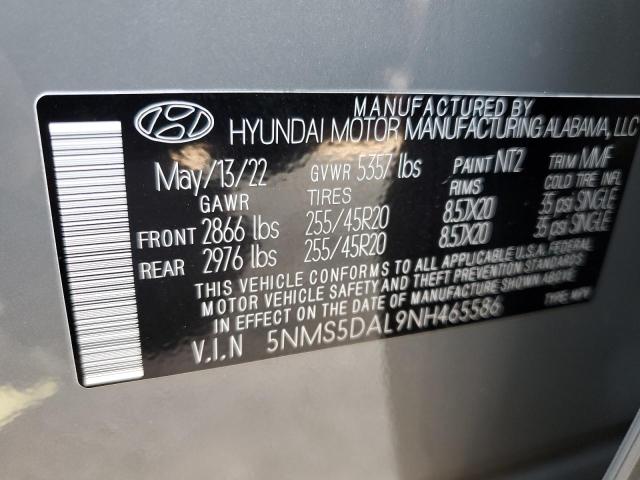 MANUFACTURED BY
HYUNDAI MOTOR MANUFACTURING ALABAMA, LLC
May/13/22 GVWR 5357 lbs PAINT NT2 TRIM MMF
GAWR TIRES RIMS COLD TIRE INFL
FRONT 2866 lbs 255/45R20 8.5JX20 35 psi SINGLE
REAR 2976 lbs 255/45R20 8.5JX20 35 psi SINGLE
THIS VEHICLE CONFORMS TO ALL APPLICABLE U.S.A. FEDERAL
MOTOR VEHICLE SAFETY AND THEFT PREVENTION STANDARDS
IN EFFECT ON THE DATE OF MANUFACTURE SHOWN ABOVE.
V.I.N 5NMS5DAL9NH465586 TYPE MPV